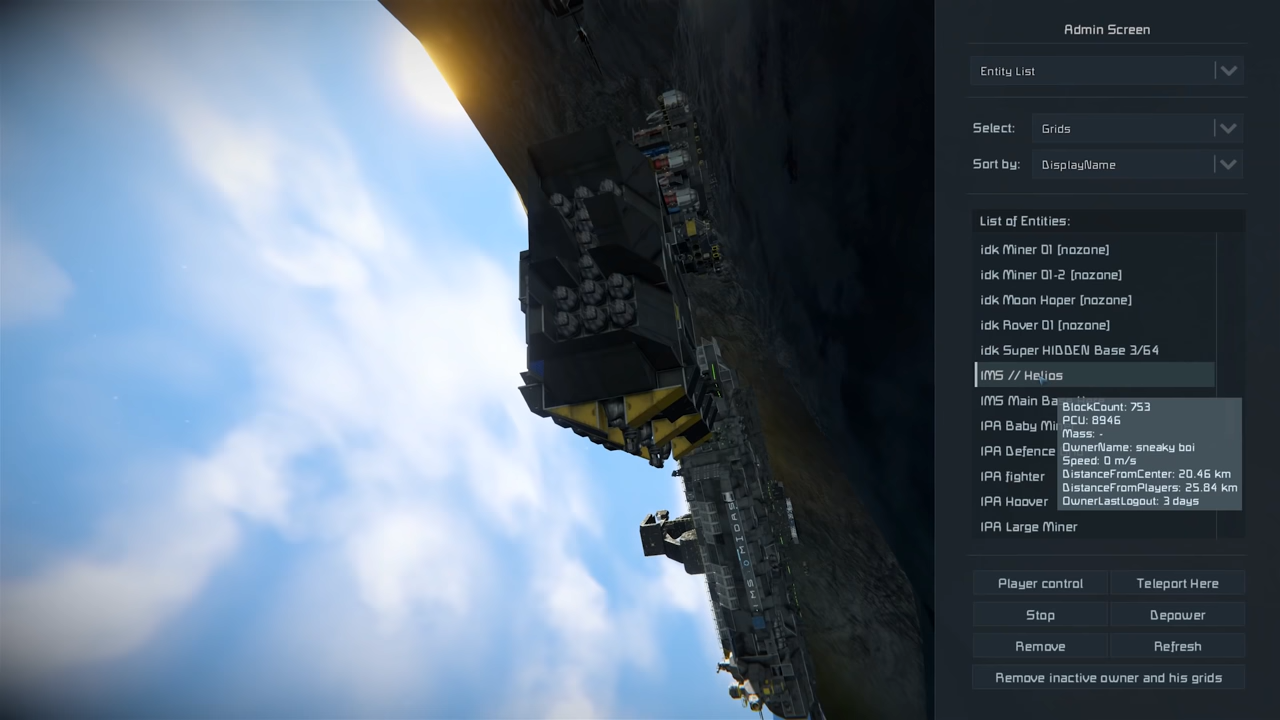 Admin Screen
Entity List
Select: Grids
Sort by: DisplayName
List of Entities:
idk Miner 01 [nozone]
idk Miner 01-2 [nozone]
idk Moon Hoper [nozone]
idk Rover 01 [nozone]
idk Super HIDDEN Base 3/64
IMS // Helios
IMS Main Ba
BlockCount: 753
PCU: 8946
IPA Baby Mi
Mass: -
OwnerName: sneaky boi
IPA Defence
Speed: 0 m/s
DistanceFromCenter: 20.46 km
IPA fighter
DistanceFromPlayers: 25.84 km
IPA Hoover
OwnerLastLogout: 3 days
IPA Large Miner
IMS
Player control
Teleport Here
Stop
Depower
Remove
Refresh
Remove inactive owner and his grids